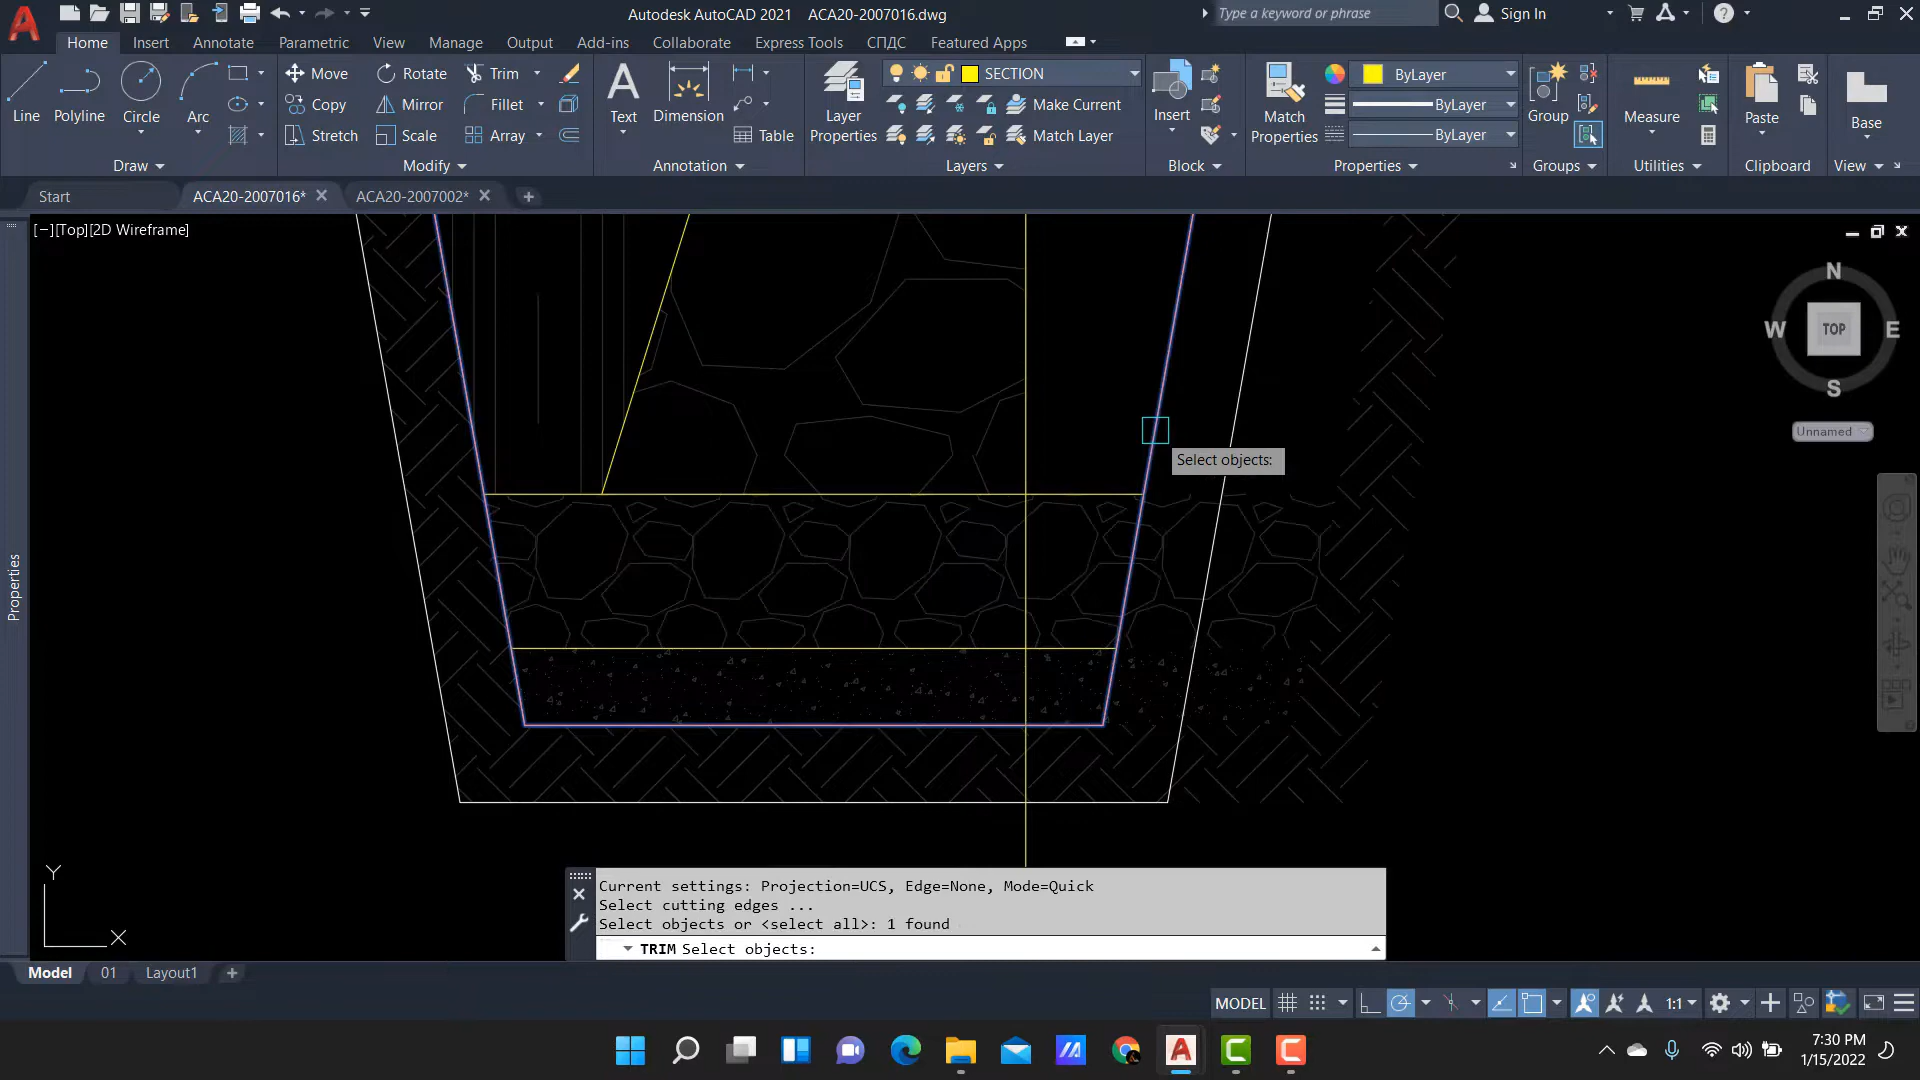 Autodesk AutoCAD 2021 ACA20-2007016.dwg
Type a keyword or phrase
Sign In
Home Insert Annotate Parametric View Manage Output Add-ins Collaborate Express Tools СПДС Featured Apps
Line Polyline Circle Arc
Move Rotate Trim
Copy Mirror Fillet
Stretch Scale Array
Text Dimension Table
Layer Properties
SECTION
Make Current
Match Layer
Insert
Match Properties
ByLayer
ByLayer
ByLayer
Group
Measure
Paste
Base
Draw Modify Annotation Layers Block Properties Groups Utilities Clipboard View
Start ACA20-2007016* ACA20-2007002*
[−][Top][2D Wireframe]
N
W TOP E
S
Unnamed
Select objects:
Properties
Y
X
Current settings: Projection=UCS, Edge=None, Mode=Quick
Select cutting edges ...
Select objects or <select all>: 1 found
TRIM Select objects:
Model 01 Layout1
MODEL 1:1
7:30 PM
1/15/2022